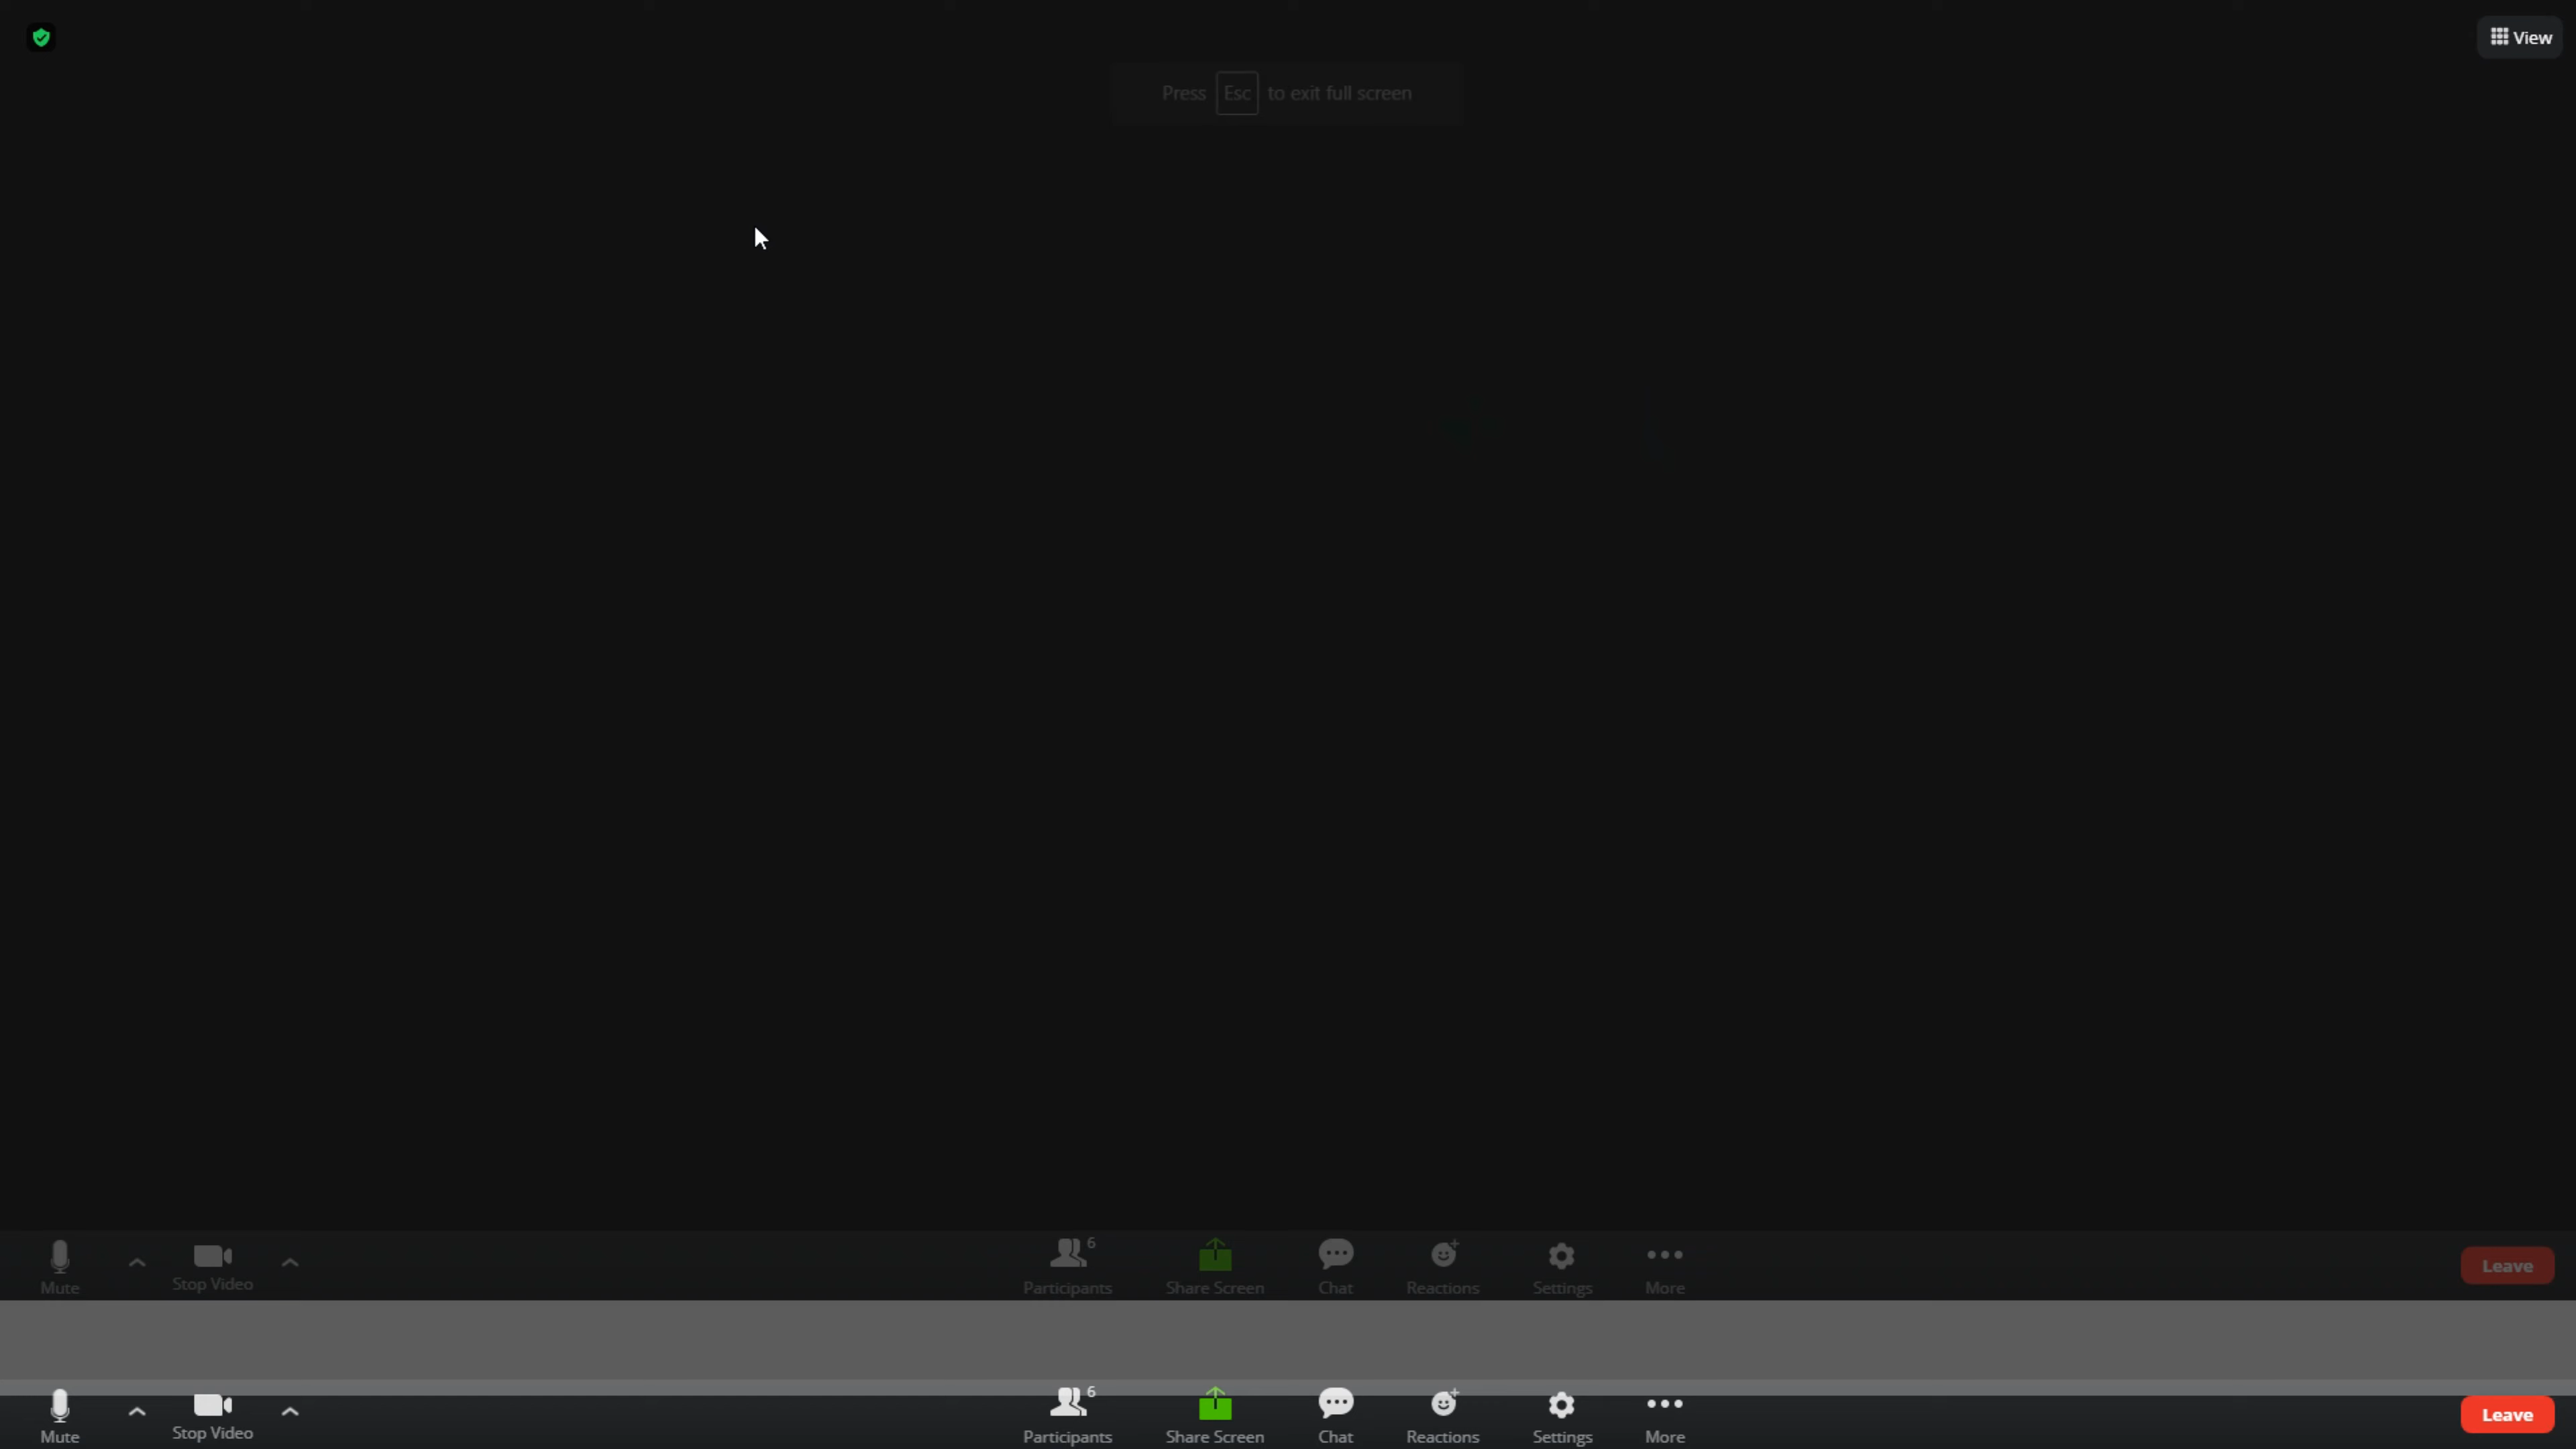 View
Press Esc to exit full screen
6
Mute Stop Video Participants Share Screen Chat Reactions Settings More Leave
6
Mute Stop Video Participants Share Screen Chat Reactions Settings More Leave